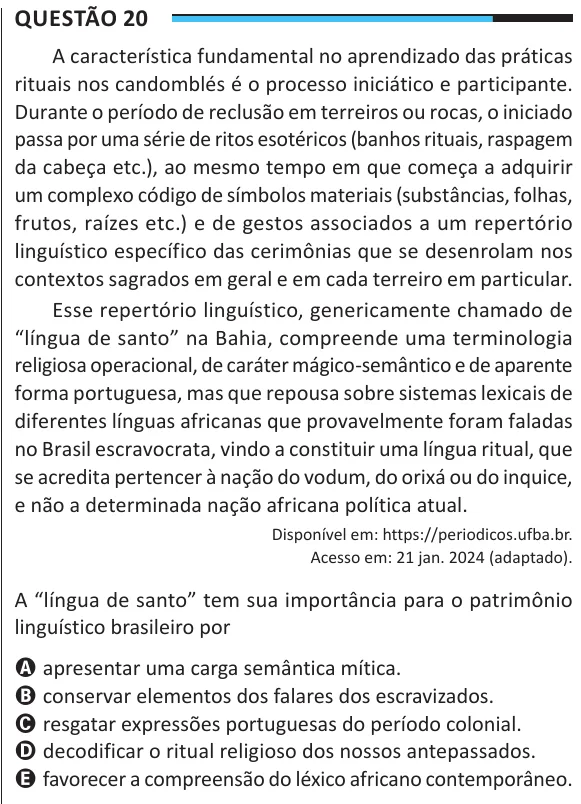 QUESTÃO 20
A característica fundamental no aprendizado das práticas
rituais nos candomblés é o processo iniciático e participante.
Durante o período de reclusão em terreiros ou rocas, o iniciado
passa por uma série de ritos esotéricos (banhos rituais, raspagem
da cabeça etc.), ao mesmo tempo em que começa a adquirir
um complexo código de símbolos materiais (substâncias, folhas,
frutos, raízes etc.) e de gestos associados a um repertório
linguístico específico das cerimônias que se desenrolam nos
contextos sagrados em geral e em cada terreiro em particular.
Esse repertório linguístico, genericamente chamado de
“língua de santo” na Bahia, compreende uma terminologia
religiosa operacional, de caráter mágico-semântico e de aparente
forma portuguesa, mas que repousa sobre sistemas lexicais de
diferentes línguas africanas que provavelmente foram faladas
no Brasil escravocrata, vindo a constituir uma língua ritual, que
se acredita pertencer à nação do vodum, do orixá ou do inquice,
e não a determinada nação africana política atual.
Disponível em: https://periodicos.ufba.br.
Acesso em: 21 jan. 2024 (adaptado).
A “língua de santo” tem sua importância para o patrimônio
linguístico brasileiro por
A apresentar uma carga semântica mítica.
B conservar elementos dos falares dos escravizados.
C resgatar expressões portuguesas do período colonial.
D decodificar o ritual religioso dos nossos antepassados.
E favorecer a compreensão do léxico africano contemporâneo.